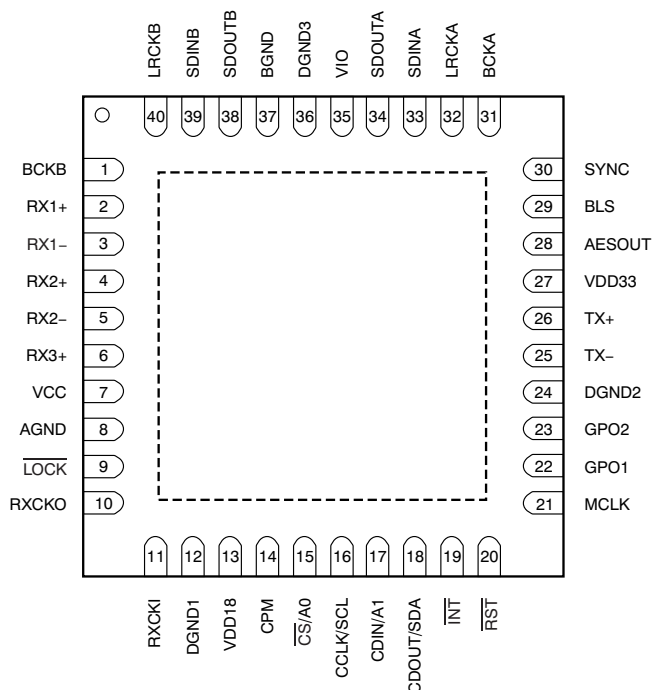 LRCKB SDINB SDOUTB BGND DGND3 VIO SDOUTA SDINA LRCKA BCKA
40 39 38 37 36 35 34 33 32 31
BCKB 1 30 SYNC
RX1+ 2 29 BLS
RX1− 3 28 AESOUT
RX2+ 4 27 VDD33
RX2− 5 26 TX+
RX3+ 6 25 TX−
VCC 7 24 DGND2
AGND 8 23 GPO2
L̅O̅C̅K̅ 9 22 GPO1
RXCKO 10 21 MCLK
11 12 13 14 15 16 17 18 19 20
RXCKI DGND1 VDD18 CPM C̅S̅/A0 CCLK/SCL CDIN/A1 CDOUT/SDA I̅N̅T̅ R̅S̅T̅